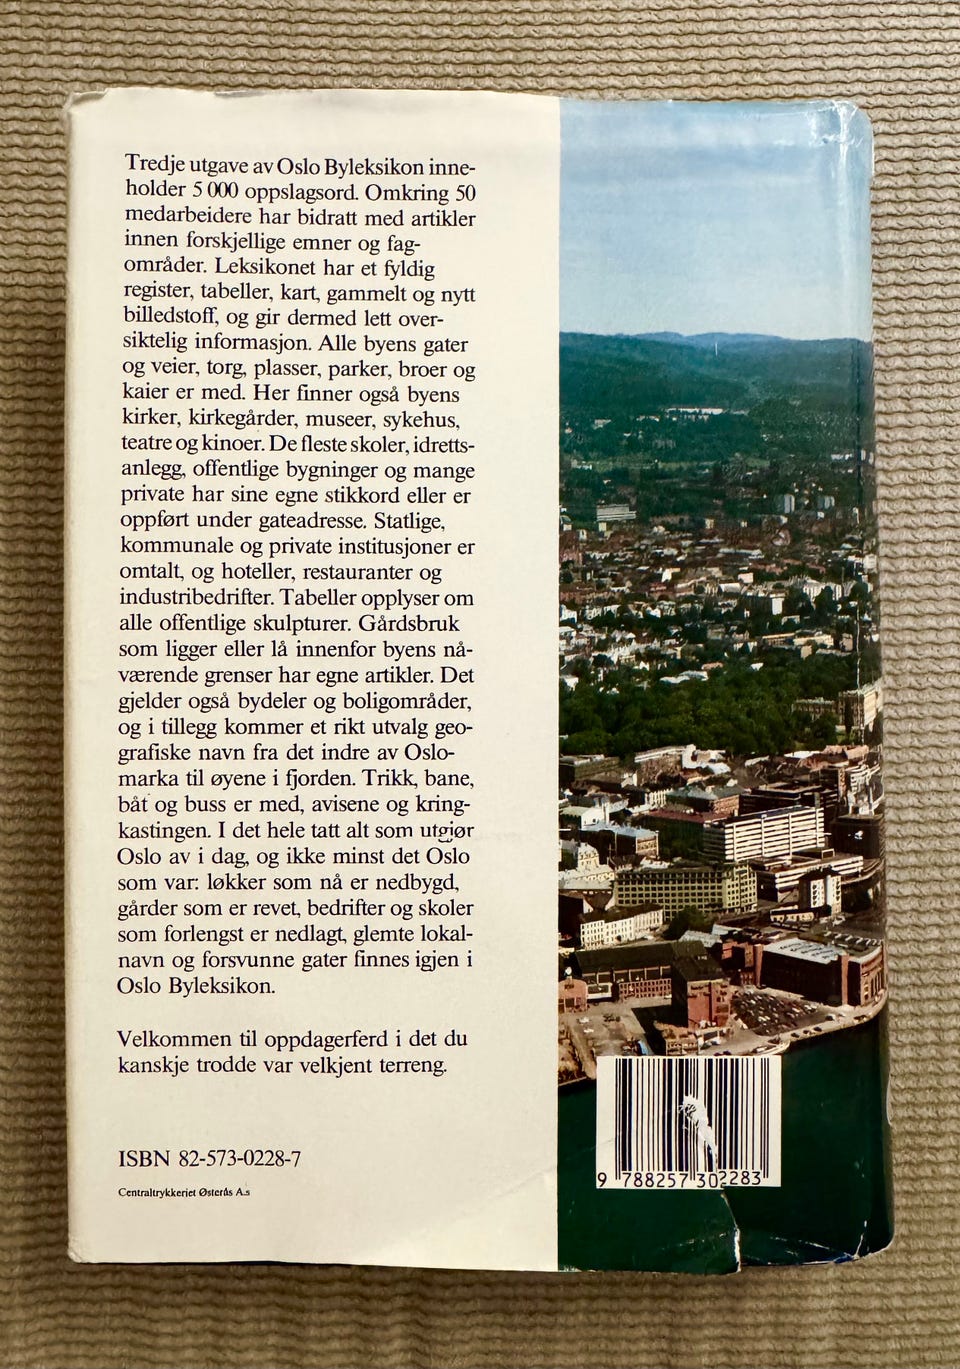 Tredje utgave av Oslo Byleksikon inne-
holder 5 000 oppslagsord. Omkring 50
medarbeidere har bidratt med artikler
innen forskjellige emner og fag-
områder. Leksikonet har et fyldig
register, tabeller, kart, gammelt og nytt
billedstoff, og gir dermed lett over-
siktelig informasjon. Alle byens gater
og veier, torg, plasser, parker, broer og
kaier er med. Her finner også byens
kirker, kirkegårder, museer, sykehus,
teatre og kinoer. De fleste skoler, idretts-
anlegg, offentlige bygninger og mange
private har sine egne stikkord eller er
oppført under gateadresse. Statlige,
kommunale og private institusjoner er
omtalt, og hoteller, restauranter og
industribedrifter. Tabeller opplyser om
alle offentlige skulpturer. Gårdsbruk
som ligger eller lå innenfor byens nå-
værende grenser har egne artikler. Det
gjelder også bydeler og boligområder,
og i tillegg kommer et rikt utvalg geo-
grafiske navn fra det indre av Oslo-
marka til øyene i fjorden. Trikk, bane,
båt og buss er med, avisene og kring-
kastingen. I det hele tatt alt som utgjør
Oslo av i dag, og ikke minst det Oslo
som var: løkker som nå er nedbygd,
gårder som er revet, bedrifter og skoler
som forlengst er nedlagt, glemte lokal-
navn og forsvunne gater finnes igjen i
Oslo Byleksikon.
Velkommen til oppdagerferd i det du
kanskje trodde var velkjent terreng.
ISBN 82-573-0228-7
Centraltrykkeriet Østerås A.s
9 788257 302283